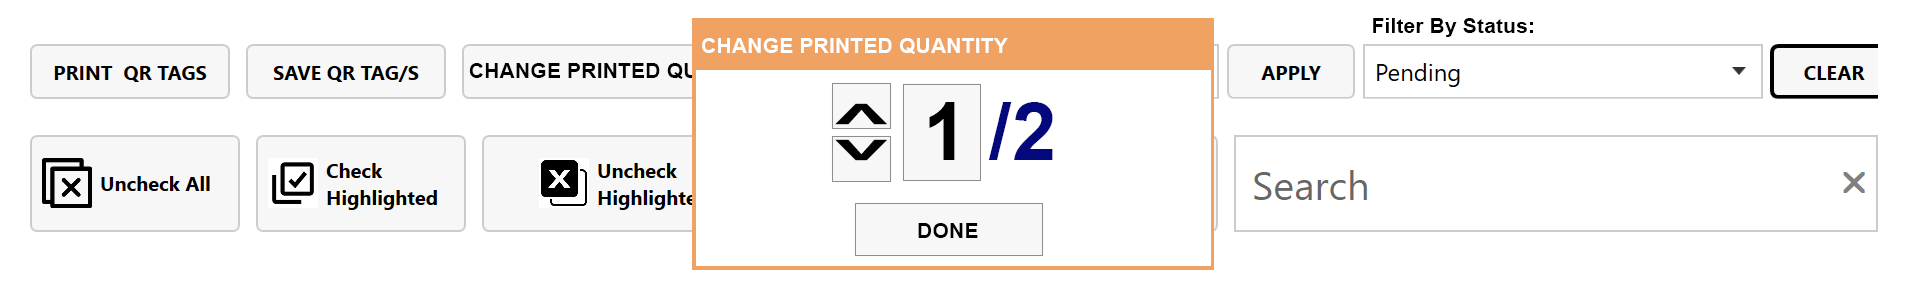 Filter By Status:
PRINT  QR TAGS
SAVE QR TAG/S
CHANGE PRINTED QU
CHANGE PRINTED QUANTITY
APPLY
Pending
CLEAR
1/2
Uncheck All
Check
Highlighted
Uncheck
Highlighte
DONE
Search